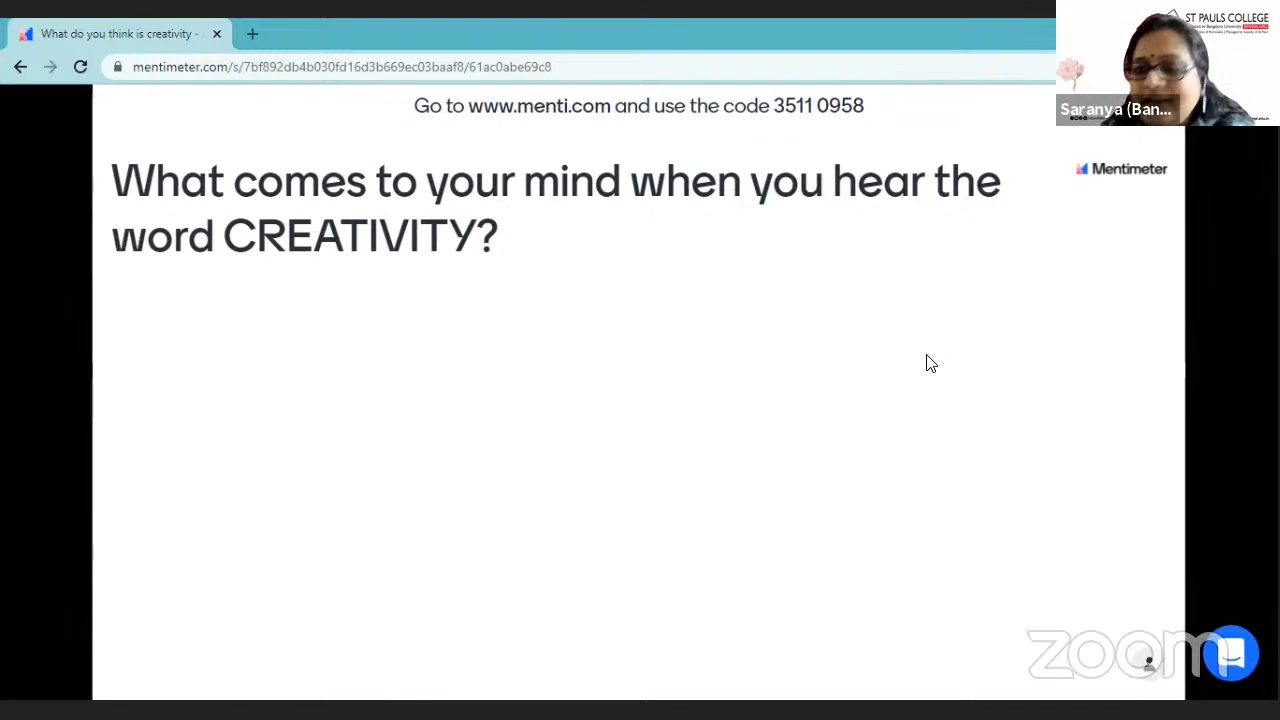 What do you think is creativity -
mentimeter.com/s/7bf892db4b030fd16d3b669ec03baaf8/61ac0abe69c8
ST PAULS COLLEGE
Saranya (Ban...
Go to www.menti.com and use the code 3511 0958
Mentimeter
What comes to your mind when you hear the
word CREATIVITY?
zoom